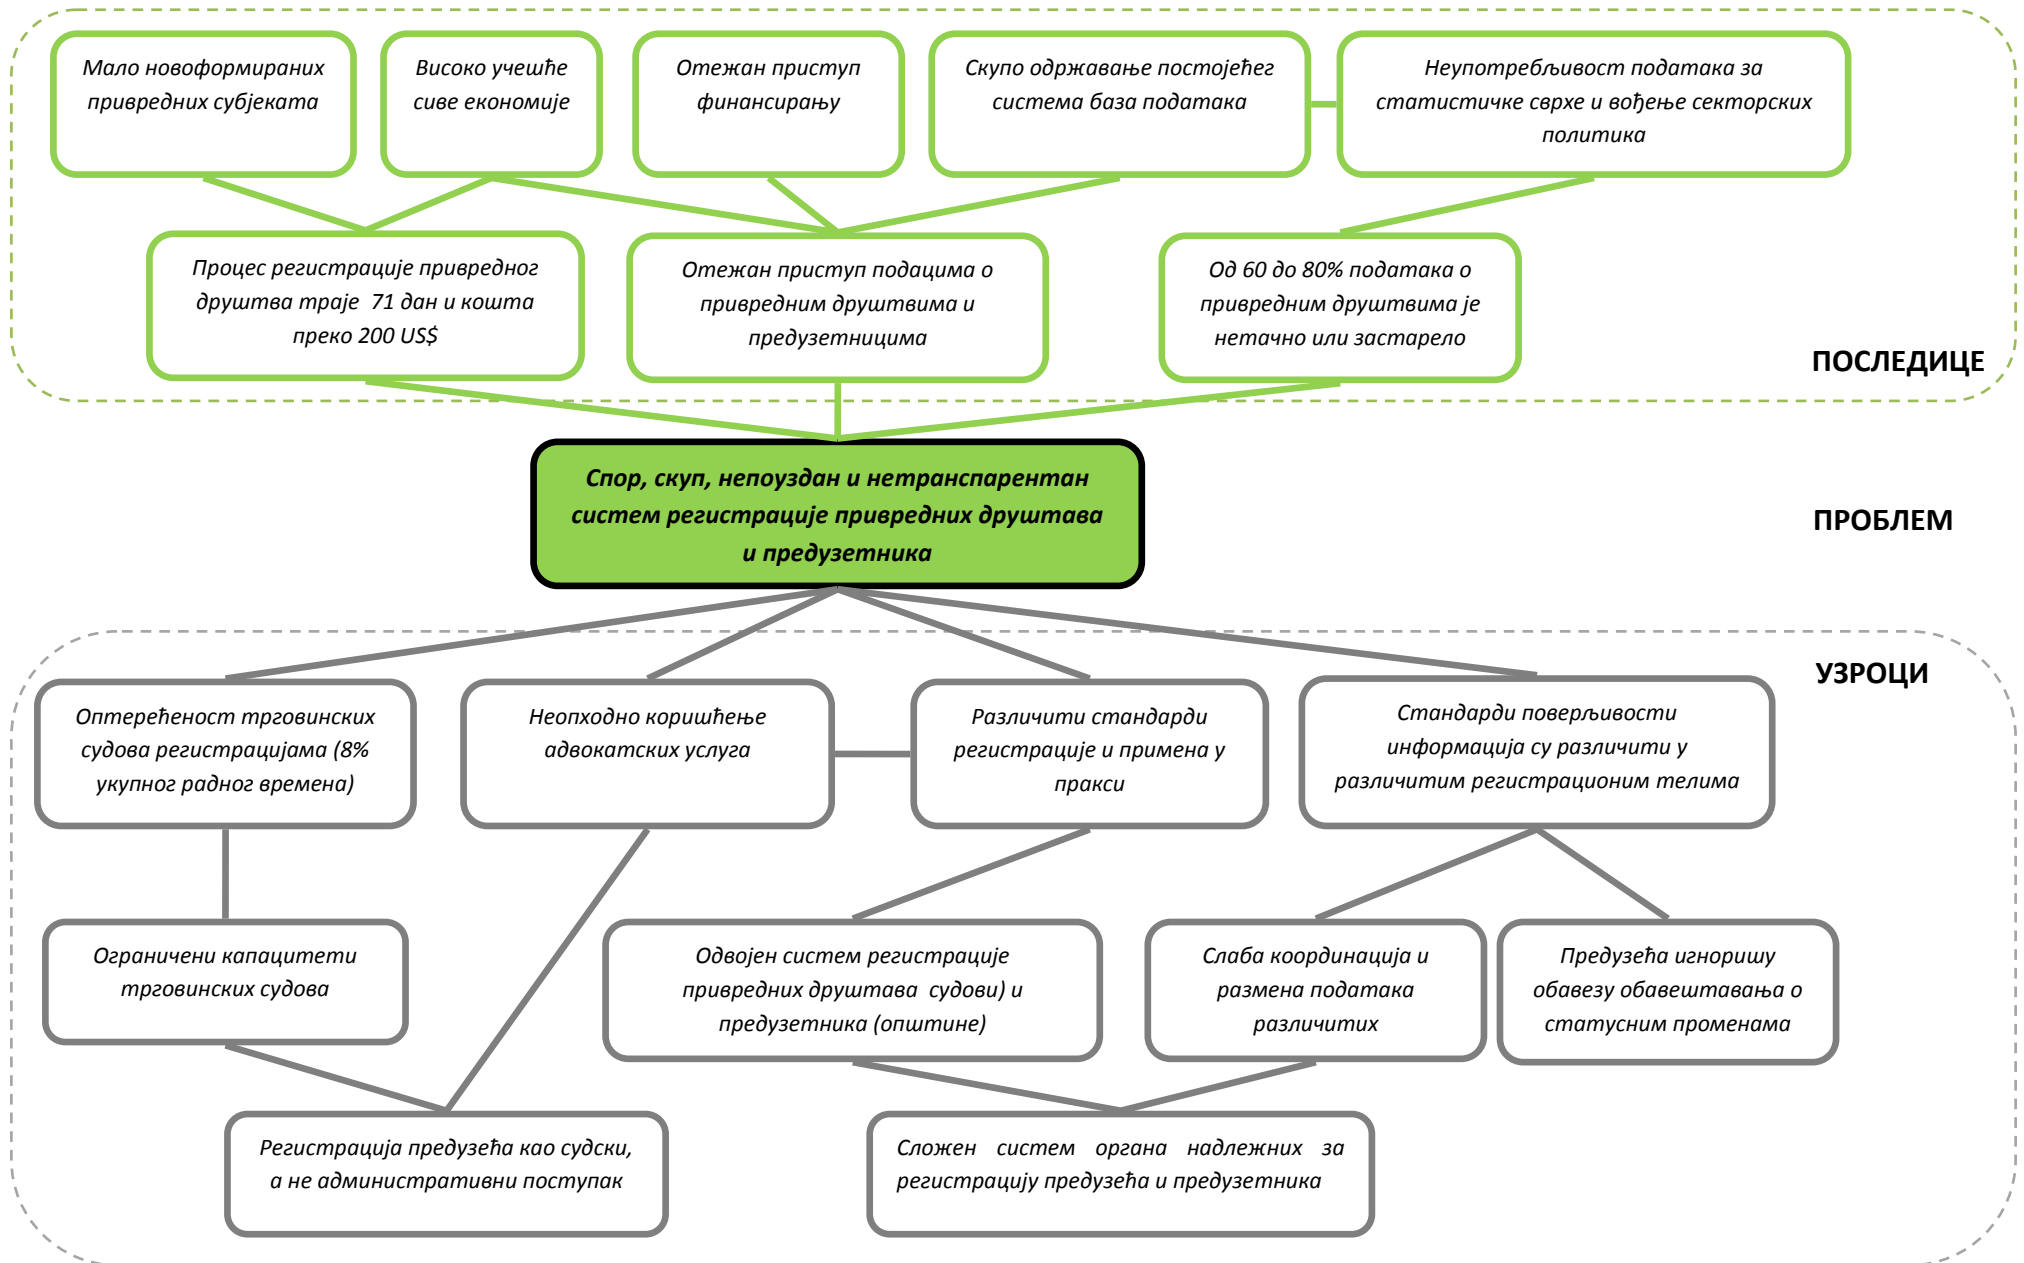 Мало новоформираних
привредних субјеката
Високо учешће
сиве економије
Отежан приступ
финансирању
Скупо одржавање постојећег
система база података
Неупотребљивост података за
статистичке сврхе и вођење секторских
политика
Процес регистрације привредног
друштва траје 71 дан и кошта
преко 200 US$
Отежан приступ подацима о
привредним друштвима и
предузетницима
Од 60 до 80% података о
привредним друштвима је
нетачно или застарело
ПОСЛЕДИЦЕ
Спор, скуп, непоуздан и нетранспарентан
систем регистрације привредних друштава
и предузетника
ПРОБЛЕМ
УЗРОЦИ
Оптерећеност трговинских
судова регистрацијама (8%
укупног радног времена)
Неопходно коришћење
адвокатских услуга
Различити стандарди
регистрације и примена у
пракси
Стандарди поверљивости
информација су различити у
различитим регистрационим телима
Ограничени капацитети
трговинских судова
Одвојен систем регистрације
привредних друштава судови) и
предузетника (општине)
Слаба координација и
размена података
различитих
Предузећа игноришу
обавезу обавештавања о
статусним променама
Регистрација предузећа као судски,
а не административни поступак
Сложен систем органа надлежних за
регистрацију предузећа и предузетника